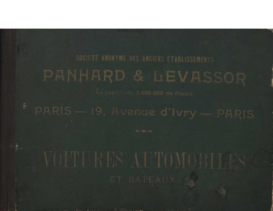 SOCIÉTÉ ANONYME DES ANCIENS ÉTABLISSEMENTS
PANHARD & LEVASSOR
PARIS — 19, Avenue d'Ivry — PARIS
VOITURES AUTOMOBILES
ET BATEAUX